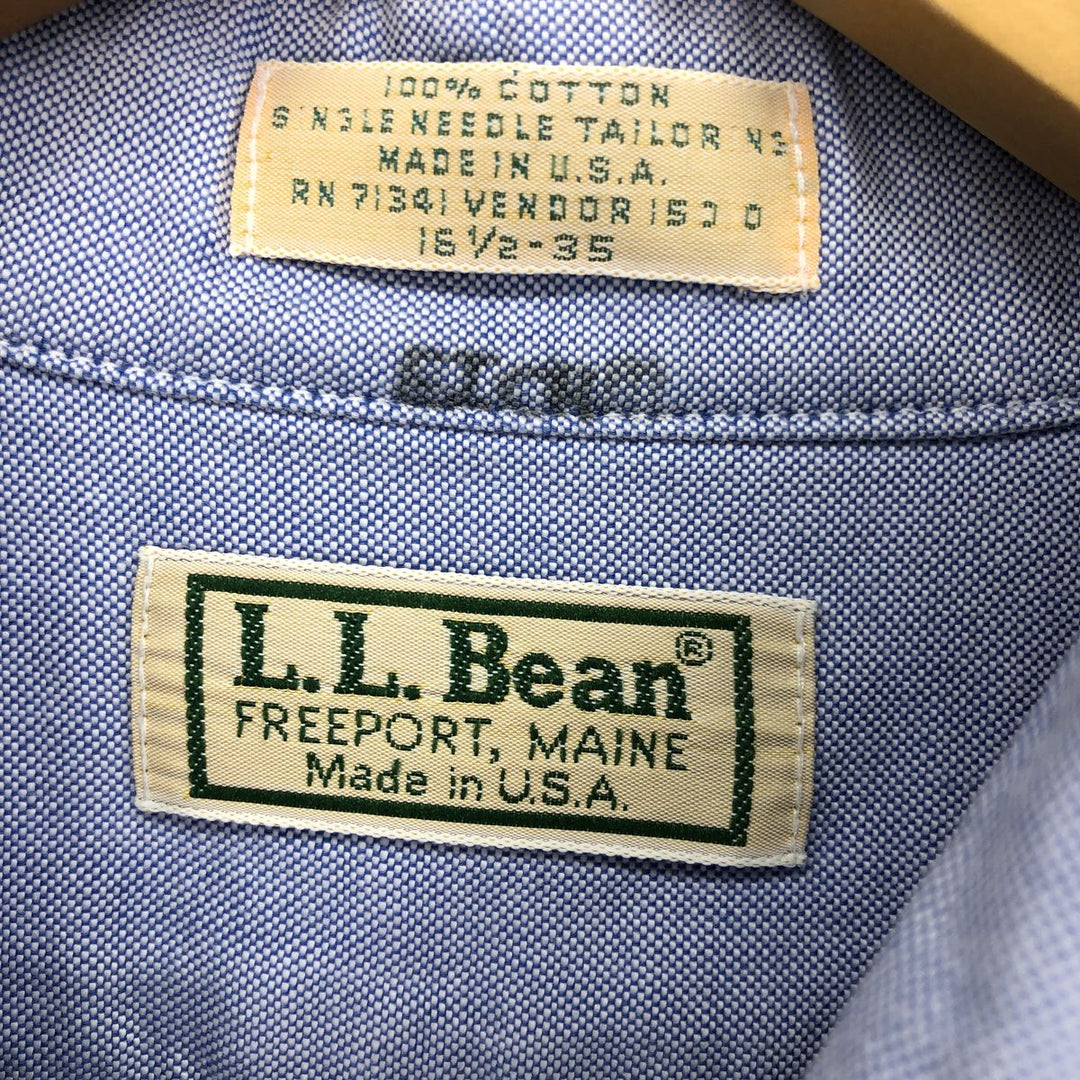 100% COTTON
SINGLE NEEDLE TAILORING
MADE IN U.S.A.
RN 71341 VENDOR
16 1/2 - 35
L.L.Bean®
FREEPORT, MAINE
Made in U.S.A.